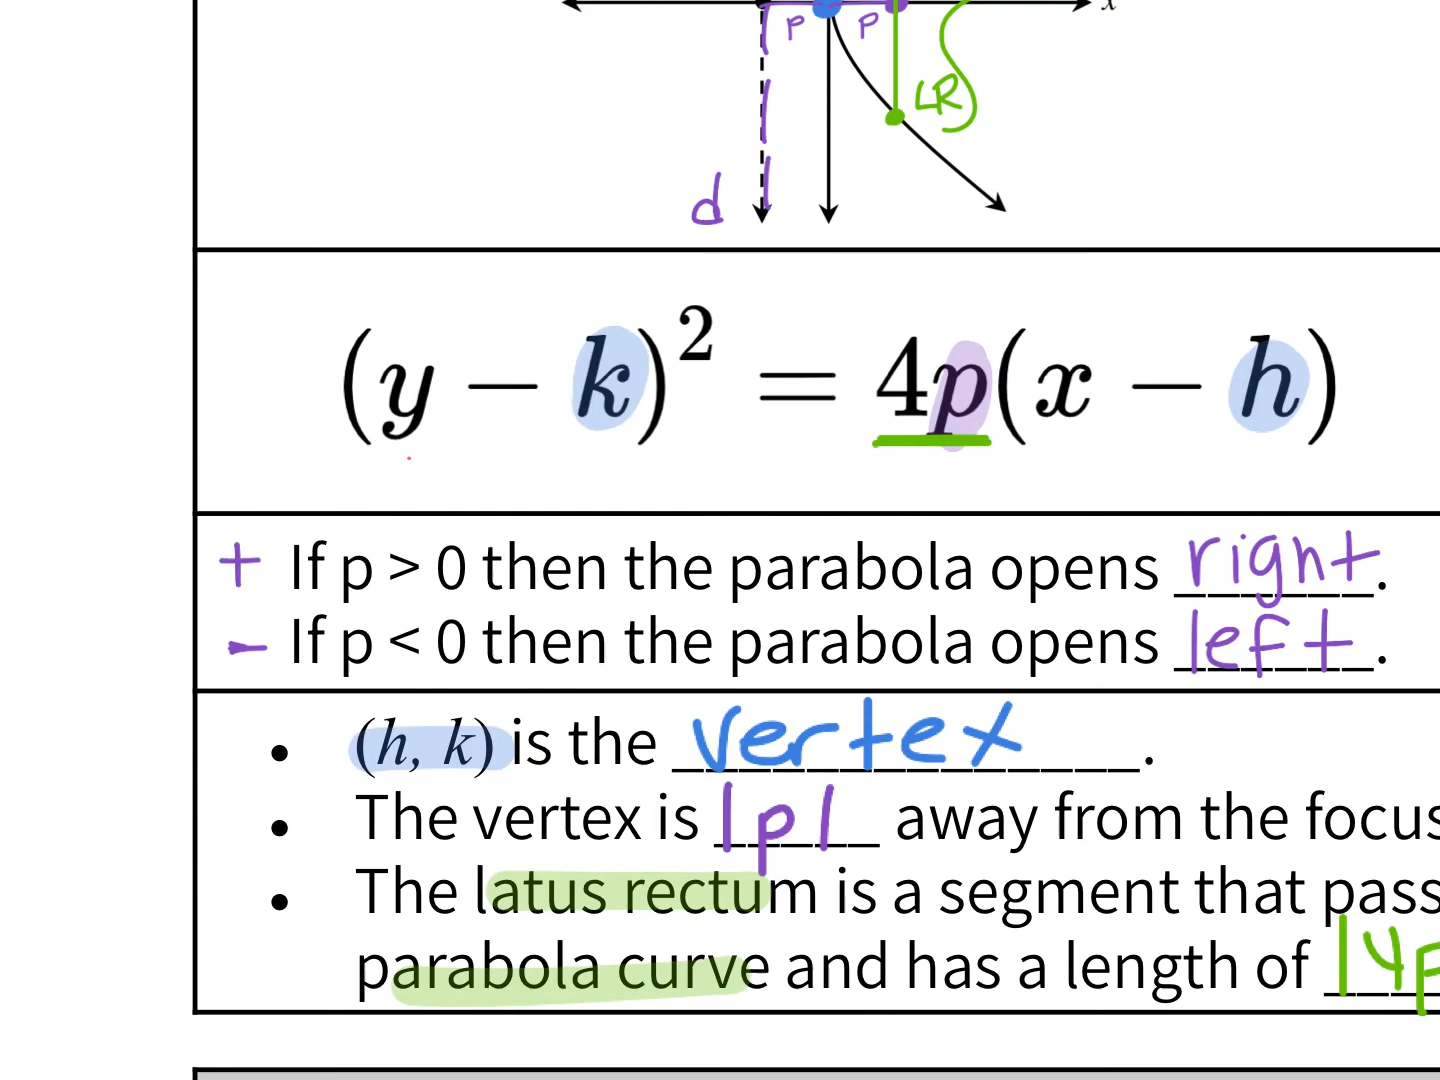 x
p p
LR
d
(y − k)² = 4p(x − h)
+ If p > 0 then the parabola opens right.
− If p < 0 then the parabola opens left.
• (h, k) is the vertex.
• The vertex is |p| away from the focus
• The latus rectum is a segment that pass
parabola curve and has a length of |4p